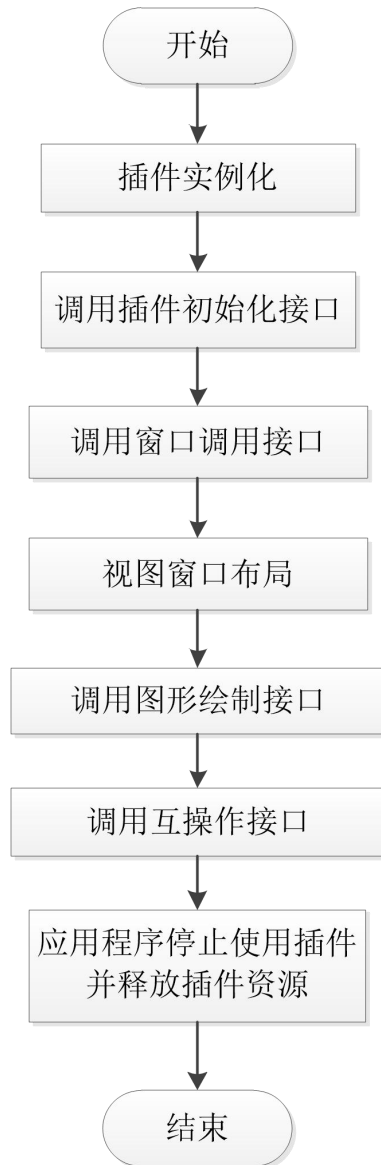 开始
插件实例化
调用插件初始化接口
调用窗口调用接口
视图窗口布局
调用图形绘制接口
调用互操作接口
应用程序停止使用插件
并释放插件资源
结束